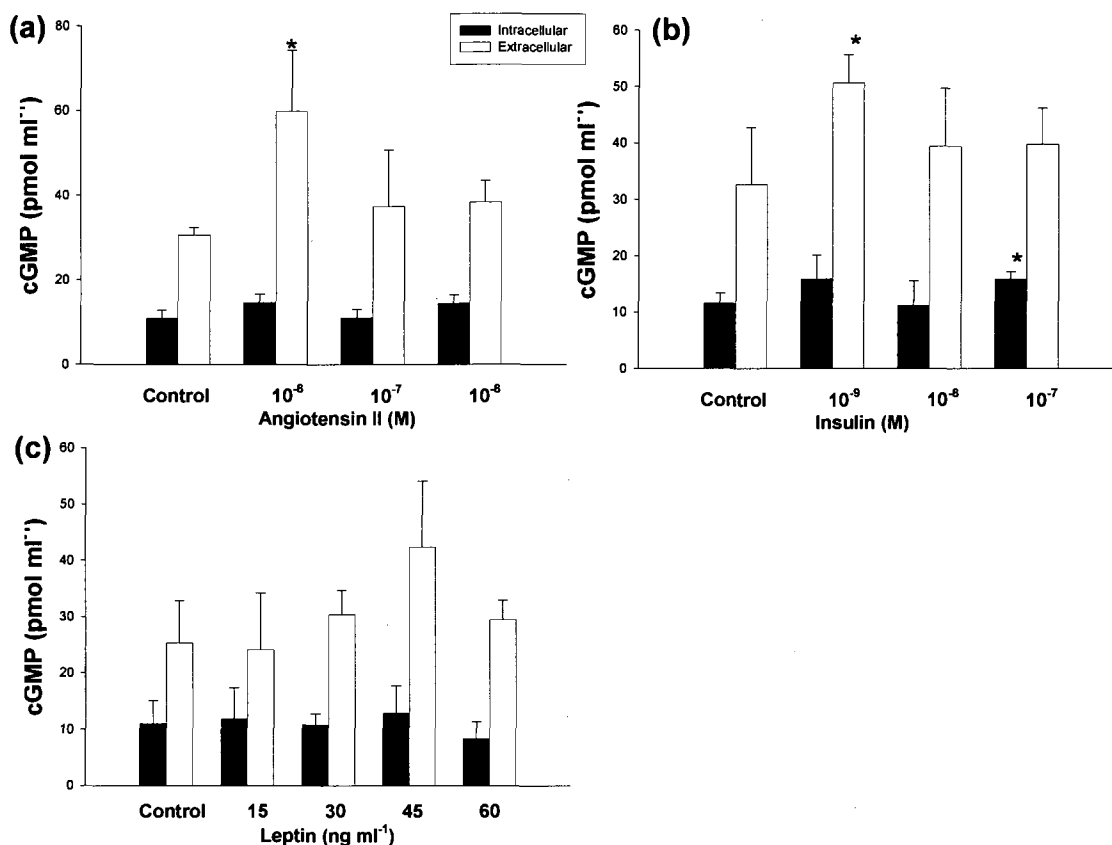 (a)
80
60
40
20
0
cGMP (pmol ml⁻¹)
*
Control 10⁻⁸ 10⁻⁷ 10⁻⁸
Angiotensin II (M)
Intracellular
Extracellular
(b)
60
50
40
30
20
10
0
cGMP (pmol ml⁻¹)
*
*
Control 10⁻⁹ 10⁻⁸ 10⁻⁷
Insulin (M)
(c)
60
50
40
30
20
10
0
cGMP (pmol ml⁻¹)
Control 15 30 45 60
Leptin (ng ml⁻¹)